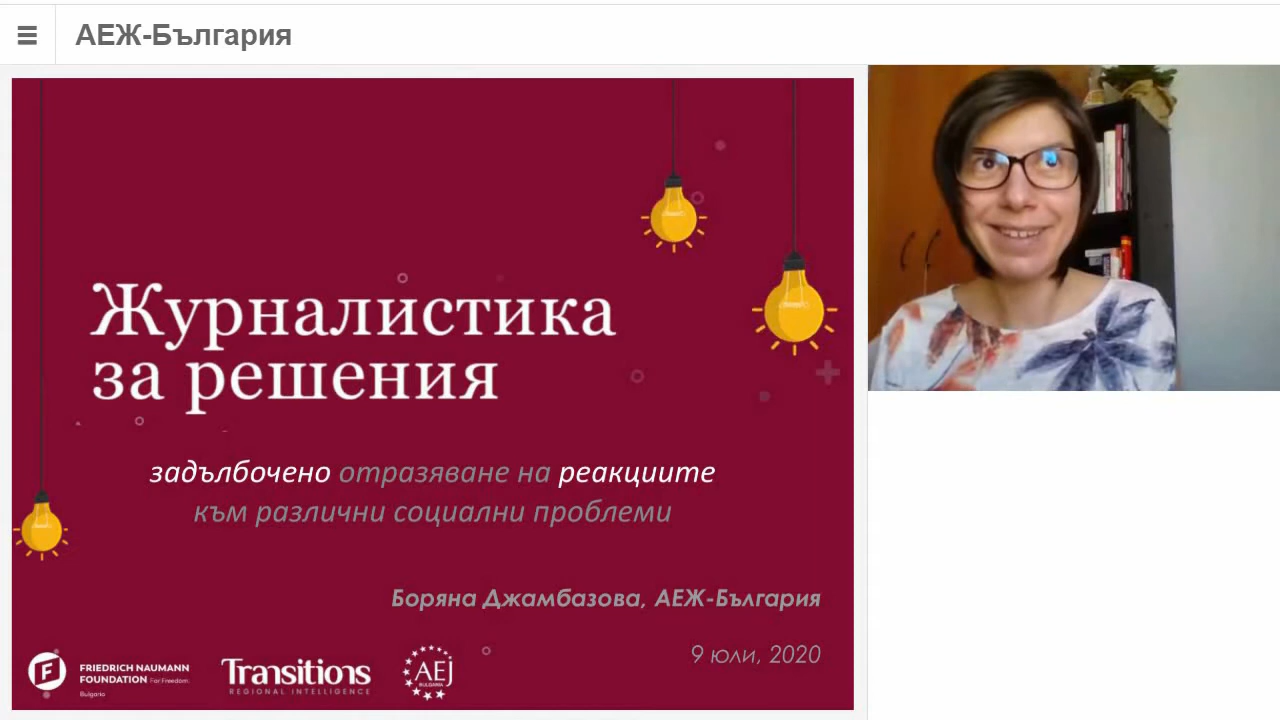 АЕЖ-България
Журналистика
за решения
задълбочено отразяване на реакциите
към различни социални проблеми
Боряна Джамбазова, АЕЖ-България
9 юли, 2020
FRIEDRICH NAUMANN
FOUNDATION For Freedom.
Bulgaria
Transitions
REGIONAL INTELLIGENCE
AEJ
BULGARIA